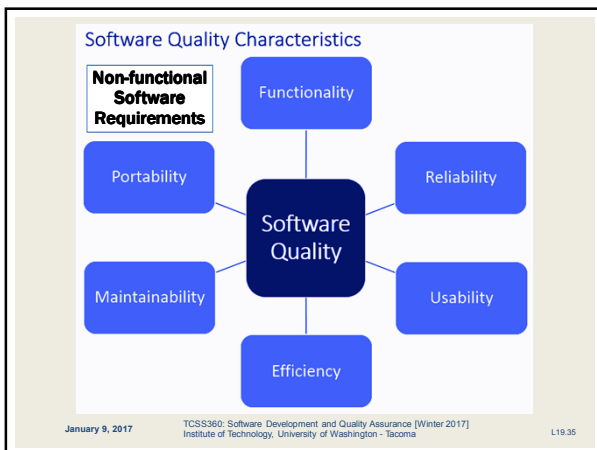 Software Quality Characteristics
Non-functional
Software
Requirements
Functionality
Portability
Reliability
Software
Quality
Maintainability
Usability
Efficiency
January 9, 2017
TCSS360: Software Development and Quality Assurance [Winter 2017]
Institute of Technology, University of Washington - Tacoma
L19.35